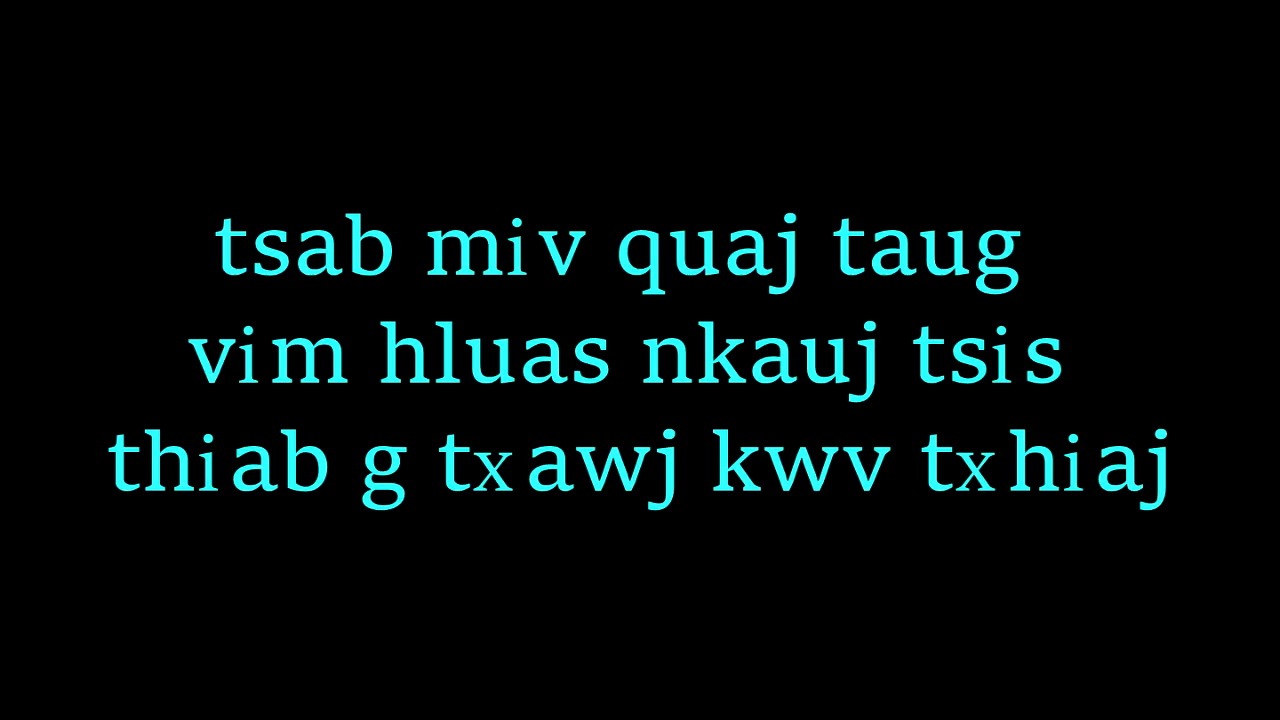 tsab miv quaj taug
vim hluas nkauj tsis
thiab g txawj kwv txhiaj